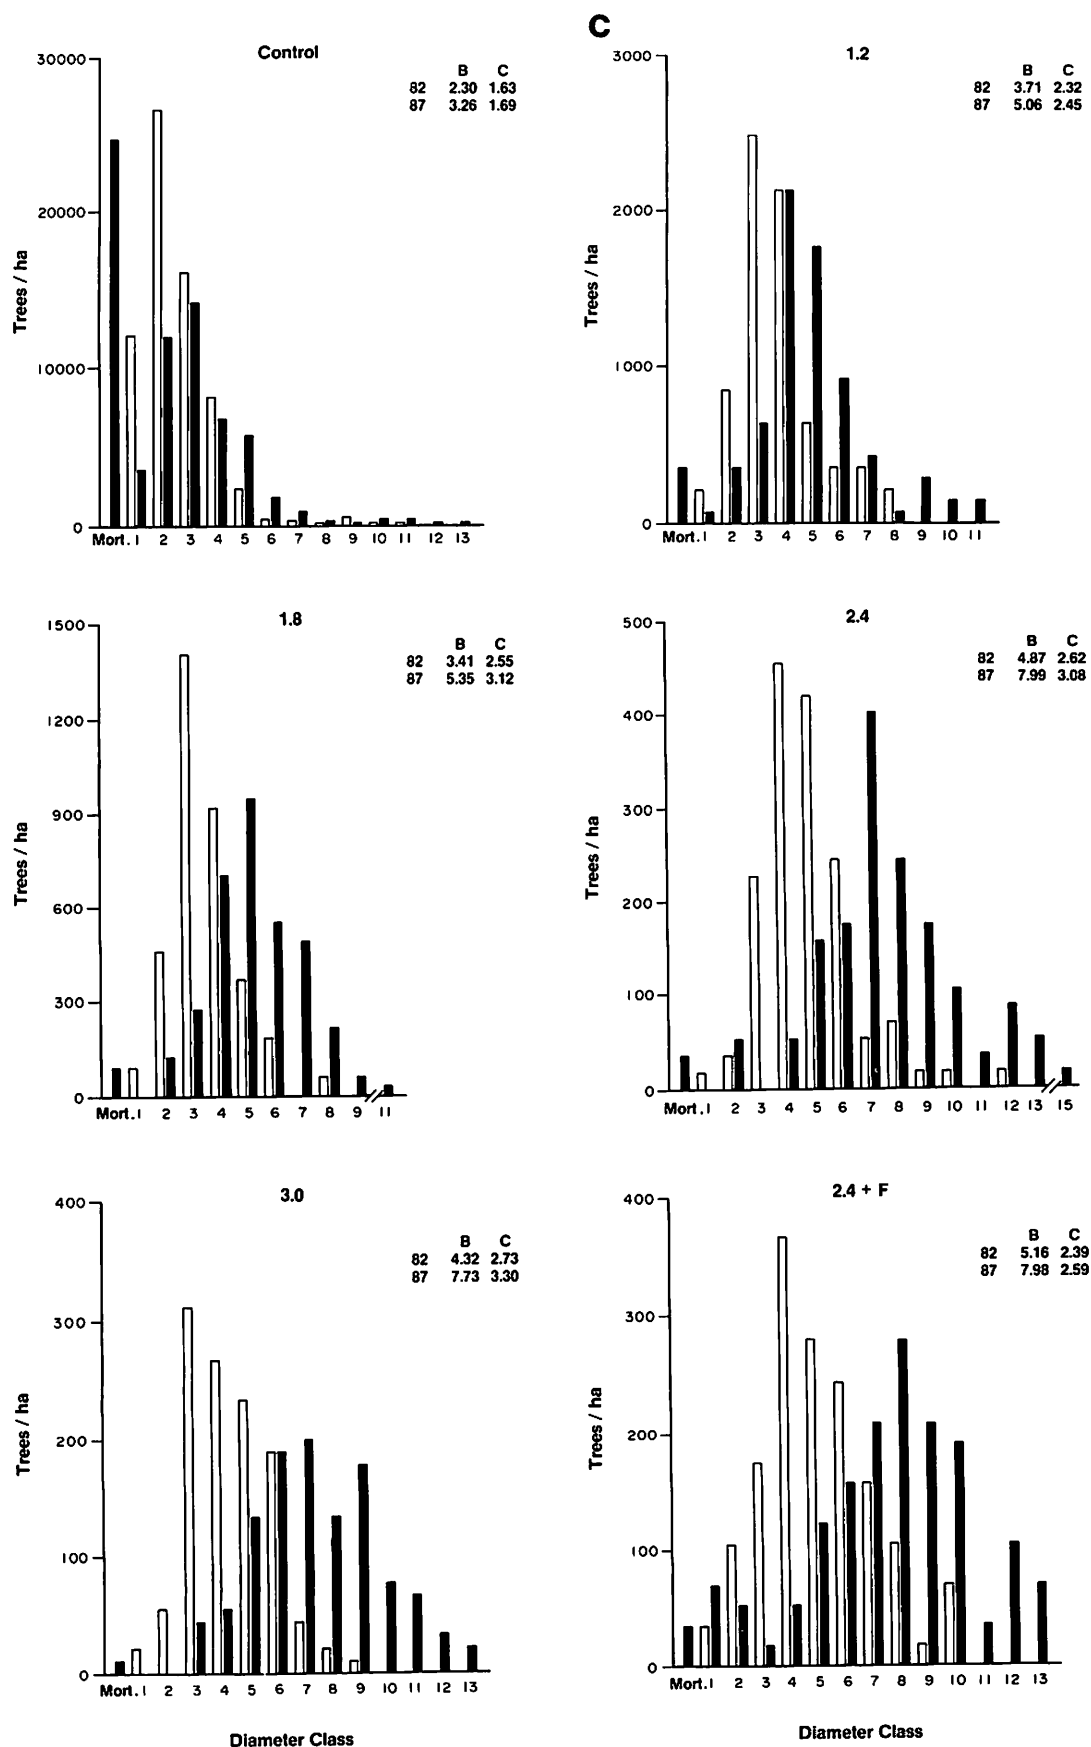 C
Control
B C
82 2.30 1.63
87 3.26 1.69
30000
20000
10000
0
Trees / ha
Mort. 1 2 3 4 5 6 7 8 9 10 11 12 13
1.2
B C
82 3.71 2.32
87 5.06 2.45
3000
2000
1000
0
Trees / ha
Mort. 1 2 3 4 5 6 7 8 9 10 11
1.8
B C
82 3.41 2.55
87 5.35 3.12
1500
1200
900
600
300
0
Trees / ha
Mort. 1 2 3 4 5 6 7 8 9 11
2.4
B C
82 4.87 2.62
87 7.99 3.08
500
400
300
200
100
0
Trees / ha
Mort. 1 2 3 4 5 6 7 8 9 10 11 12 13 15
3.0
B C
82 4.32 2.73
87 7.73 3.30
400
300
200
100
0
Trees / ha
Mort. 1 2 3 4 5 6 7 8 9 10 11 12 13
Diameter Class
2.4 + F
B C
82 5.16 2.39
87 7.98 2.59
400
300
200
100
0
Trees / ha
Mort. 1 2 3 4 5 6 7 8 9 10 11 12 13
Diameter Class